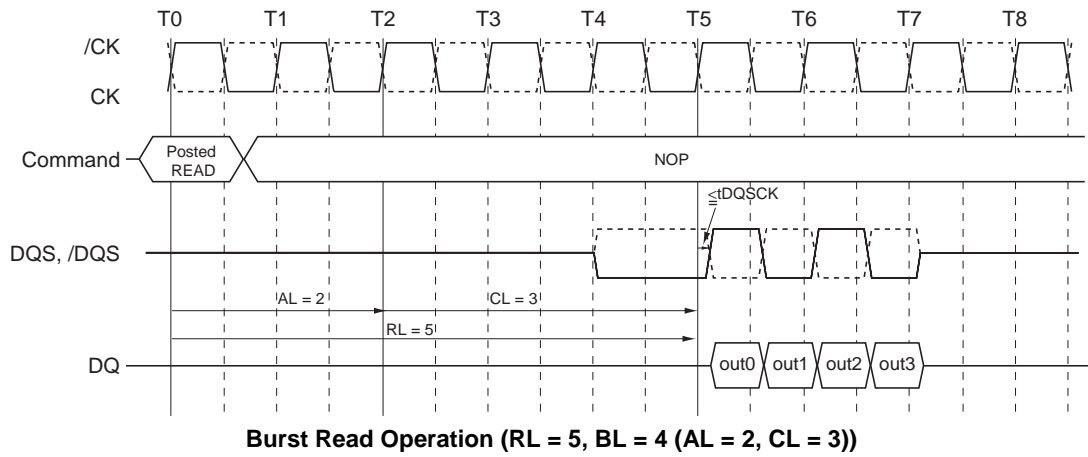 T0 T1 T2 T3 T4 T5 T6 T7 T8
/CK
CK
Command
Posted
READ
NOP
≤tDQSCK
DQS, /DQS
AL = 2
CL = 3
RL = 5
DQ
out0 out1 out2 out3
Burst Read Operation (RL = 5, BL = 4 (AL = 2, CL = 3))